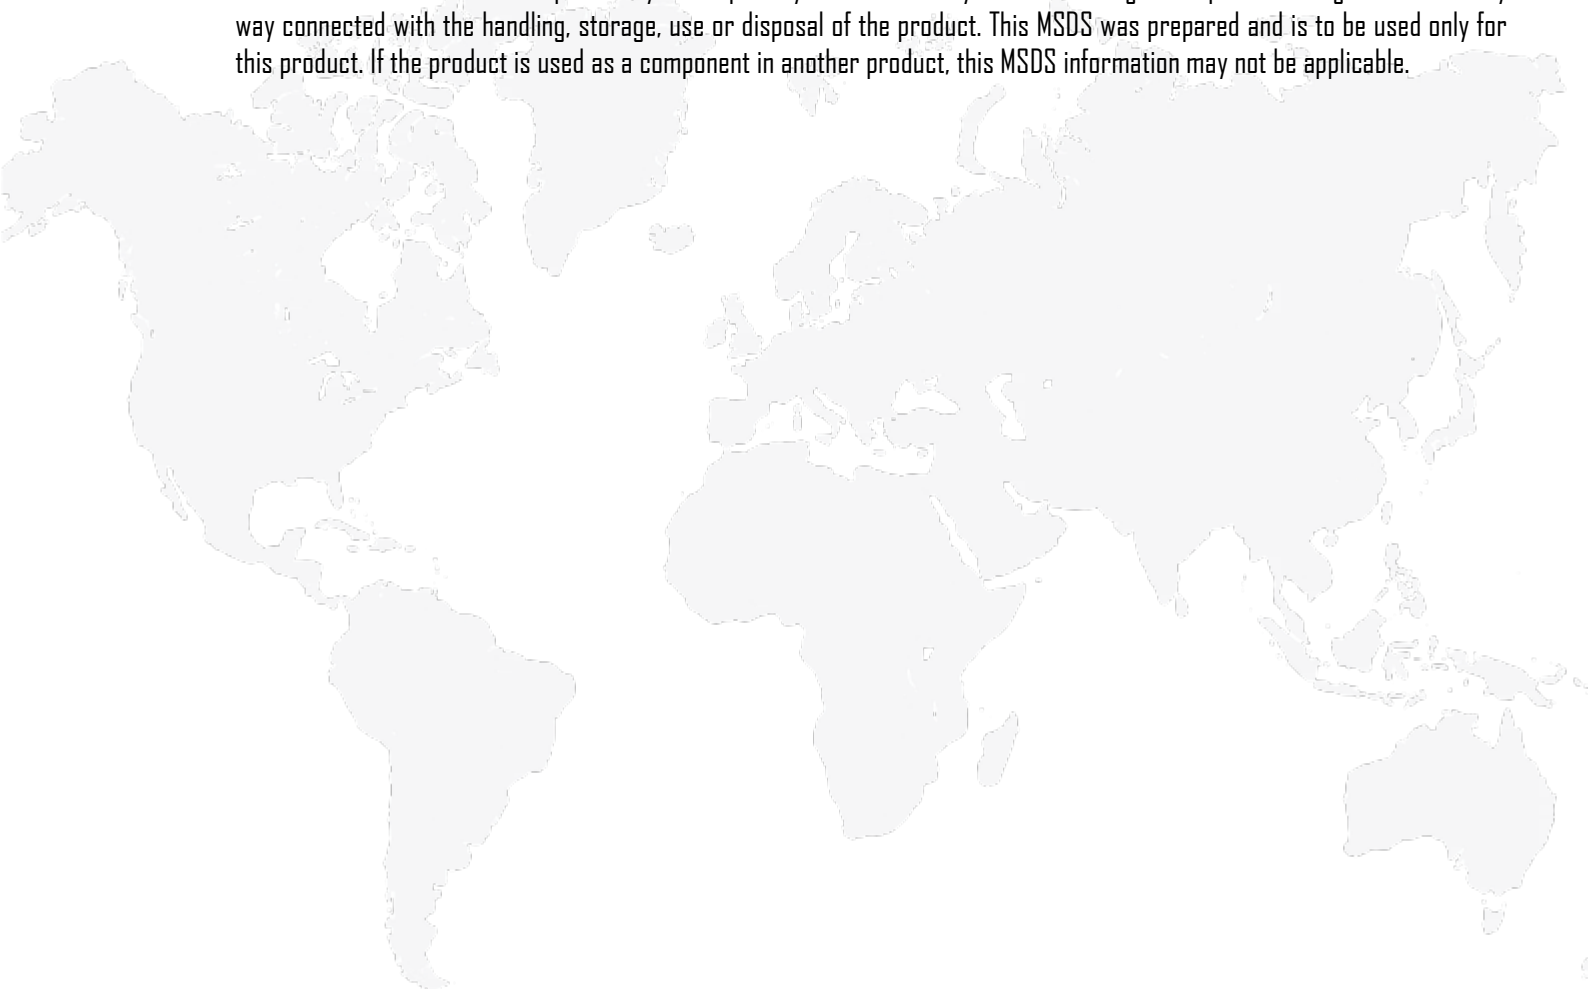 way connected with the handling, storage, use or disposal of the product. This MSDS was prepared and is to be used only for
this product. If the product is used as a component in another product, this MSDS information may not be applicable.